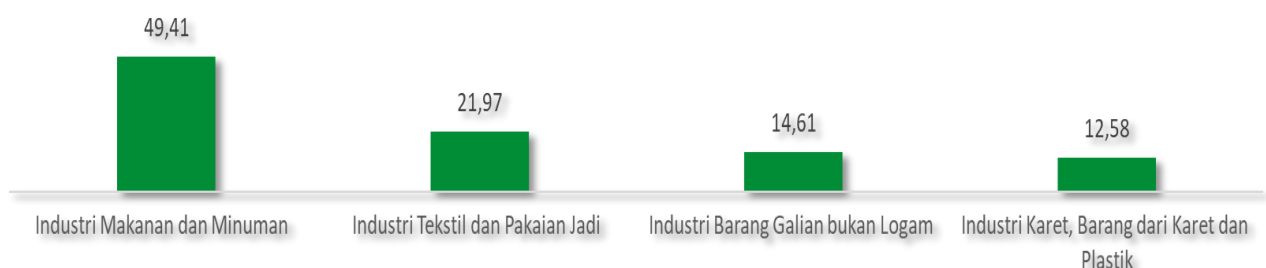 49,41
21,97
14,61
12,58
Industri Makanan dan Minuman
Industri Tekstil dan Pakaian Jadi
Industri Barang Galian bukan Logam
Industri Karet, Barang dari Karet dan
Plastik